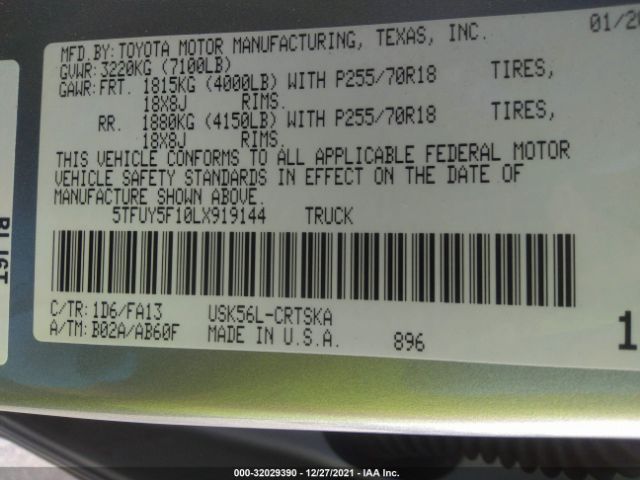 MFD.BY:TOYOTA MOTOR MANUFACTURING, TEXAS, INC. 01/20
GVWR:3220KG (7100LB)
GAWR:FRT. 1815KG (4000LB) WITH P255/70R18 TIRES,
18X8J RIMS.
RR. 1880KG (4150LB) WITH P255/70R18 TIRES,
18X8J RIMS.
THIS VEHICLE CONFORMS TO ALL APPLICABLE FEDERAL MOTOR
VEHICLE SAFETY STANDARDS IN EFFECT ON THE DATE OF
MANUFACTURE SHOWN ABOVE.
5TFUY5F10LX919144 TRUCK
C/TR:1D6/FA13 USK56L-CRTSKA
A/TM:B02A/AB60F MADE IN U.S.A. 896 1
000-32029390 - 12/27/2021 - IAA Inc.